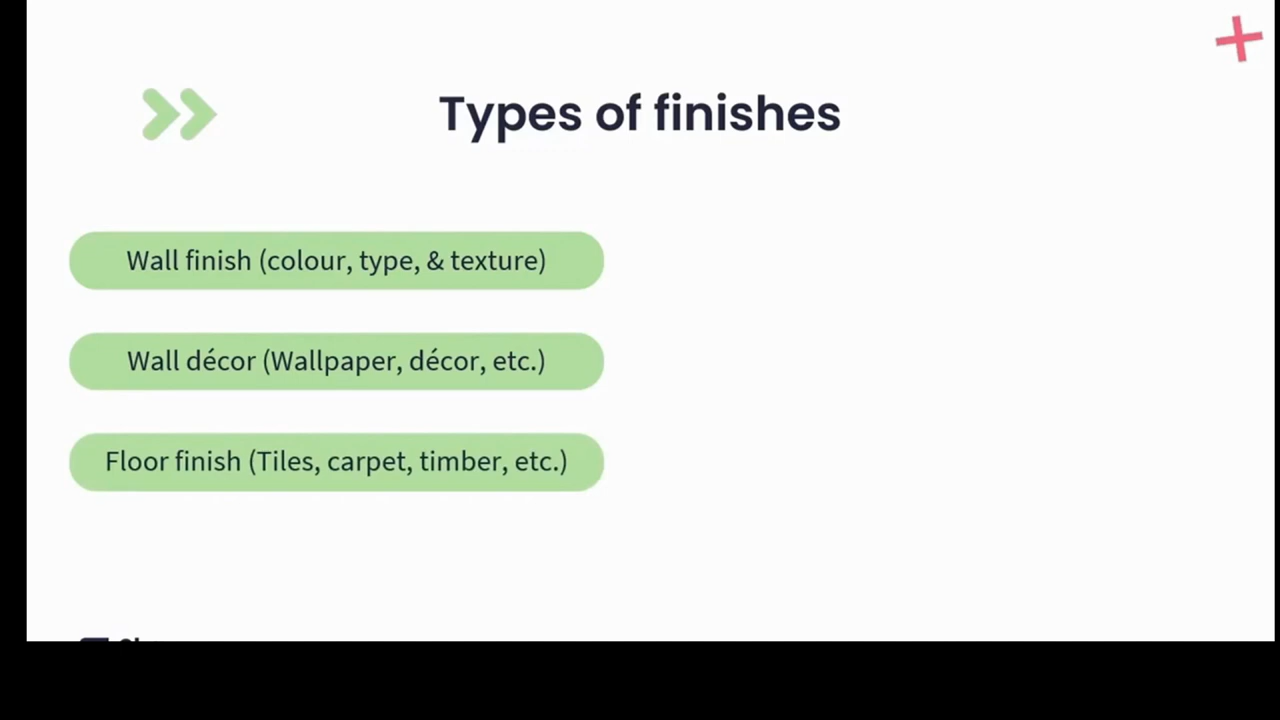 Types of finishes
Wall finish (colour, type, & texture)
Wall décor (Wallpaper, décor, etc.)
Floor finish (Tiles, carpet, timber, etc.)